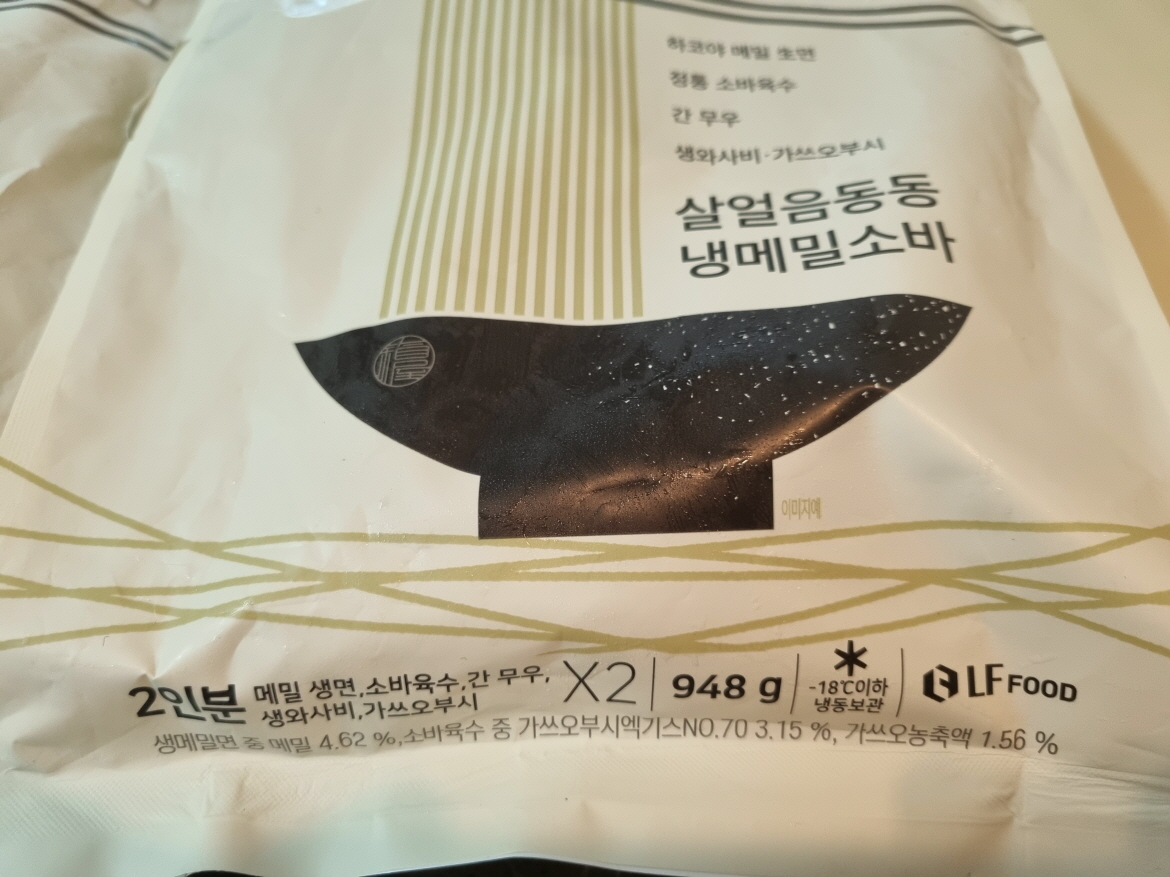 하코야 메밀 生면
정통 소바육수
간 무우
생와사비·가쓰오부시
살얼음동동
냉메밀소바
이미지예
2인분 메밀 생면,소바육수,간 무우, X2 948 g -18℃이하 LF FOOD
생와사비,가쓰오부시 냉동보관
생메밀면 중 메밀 4.62 %,소바육수 중 가쓰오부시엑기스NO.70 3.15 %, 가쓰오농축액 1.56 %